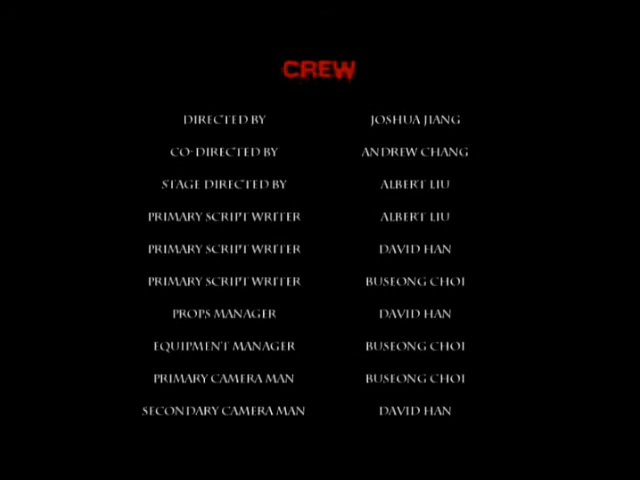 CREW
DIRECTED BY JOSHUA JIANG
CO-DIRECTED BY ANDREW CHANG
STAGE DIRECTED BY ALBERT LIU
PRIMARY SCRIPT WRITER ALBERT LIU
PRIMARY SCRIPT WRITER DAVID HAN
PRIMARY SCRIPT WRITER BUSEONG CHOI
PROPS MANAGER DAVID HAN
EQUIPMENT MANAGER BUSEONG CHOI
PRIMARY CAMERA MAN BUSEONG CHOI
SECONDARY CAMERA MAN DAVID HAN